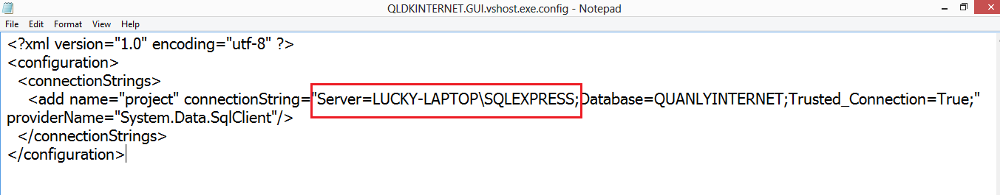 QLDKINTERNET.GUI.vshost.exe.config - Notepad
File Edit Format View Help
<?xml version="1.0" encoding="utf-8" ?>
<configuration>
  <connectionStrings>
    <add name="project" connectionString="Server=LUCKY-LAPTOP\SQLEXPRESS;Database=QUANLYINTERNET;Trusted_Connection=True;"
providerName="System.Data.SqlClient"/>
  </connectionStrings>
</configuration>